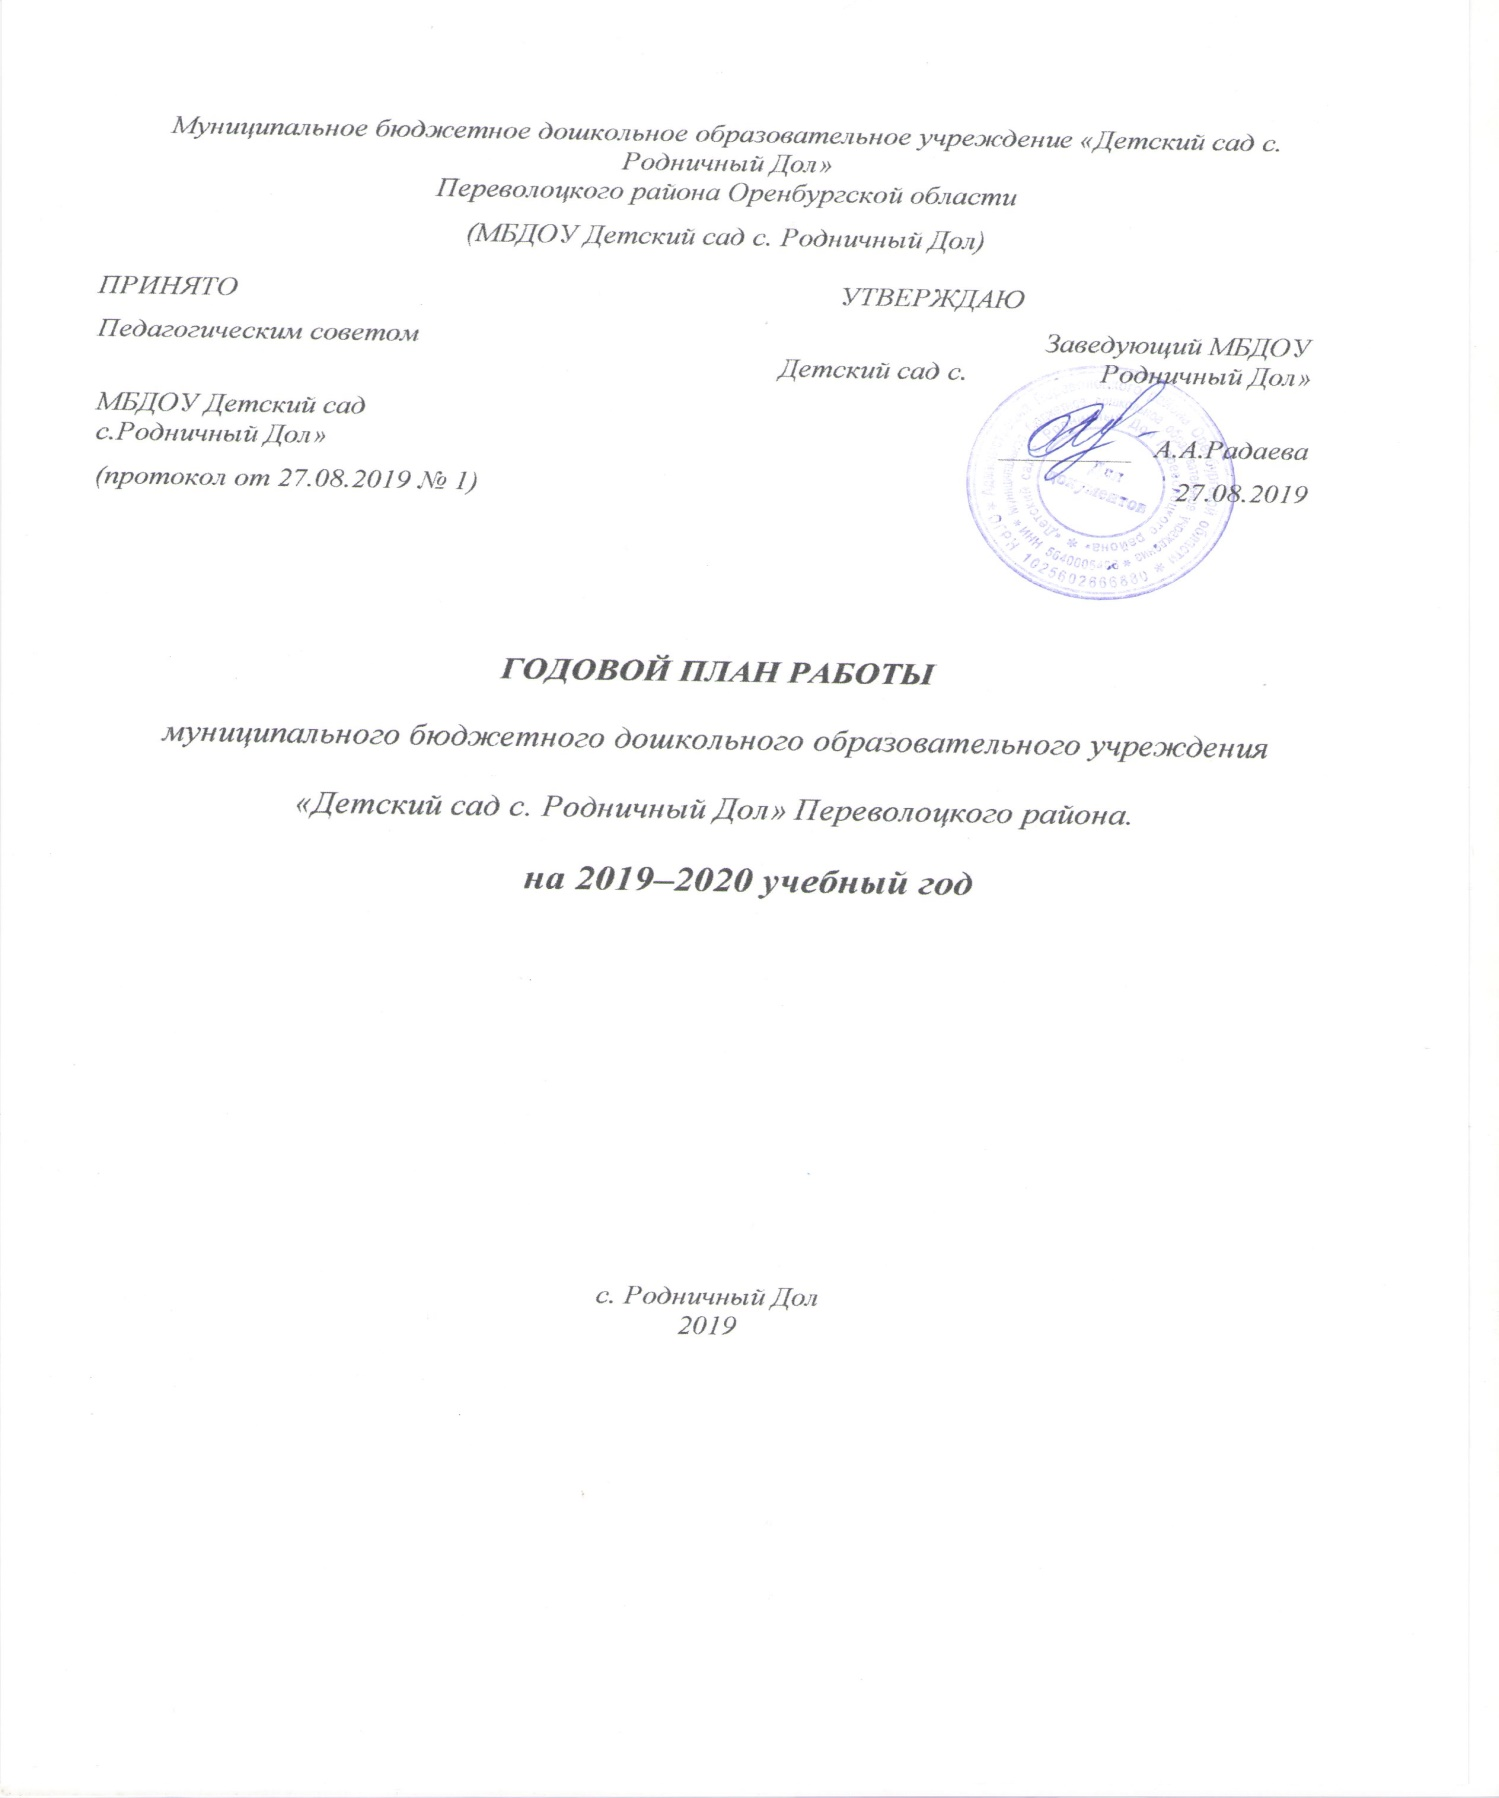 Муниципальное бюджетное дошкольное образовательное учреждение «Детский сад с.
Родничный Дол»
Переволоцкого района Оренбургской области
(МБДОУ Детский сад с. Родничный Дол)
ПРИНЯТО
Педагогическим советом
МБДОУ Детский сад
с.Родничный Дол»
(протокол от 27.08.2019 № 1)
УТВЕРЖДАЮ
Заведующий МБДОУ
Детский сад с. Родничный Дол»
А.А.Радаева
27.08.2019
документов
ГОДОВОЙ ПЛАН РАБОТЫ
муниципального бюджетного дошкольного образовательного учреждения
«Детский сад с. Родничный Дол» Переволоцкого района.
на 2019–2020 учебный год
с. Родничный Дол
2019